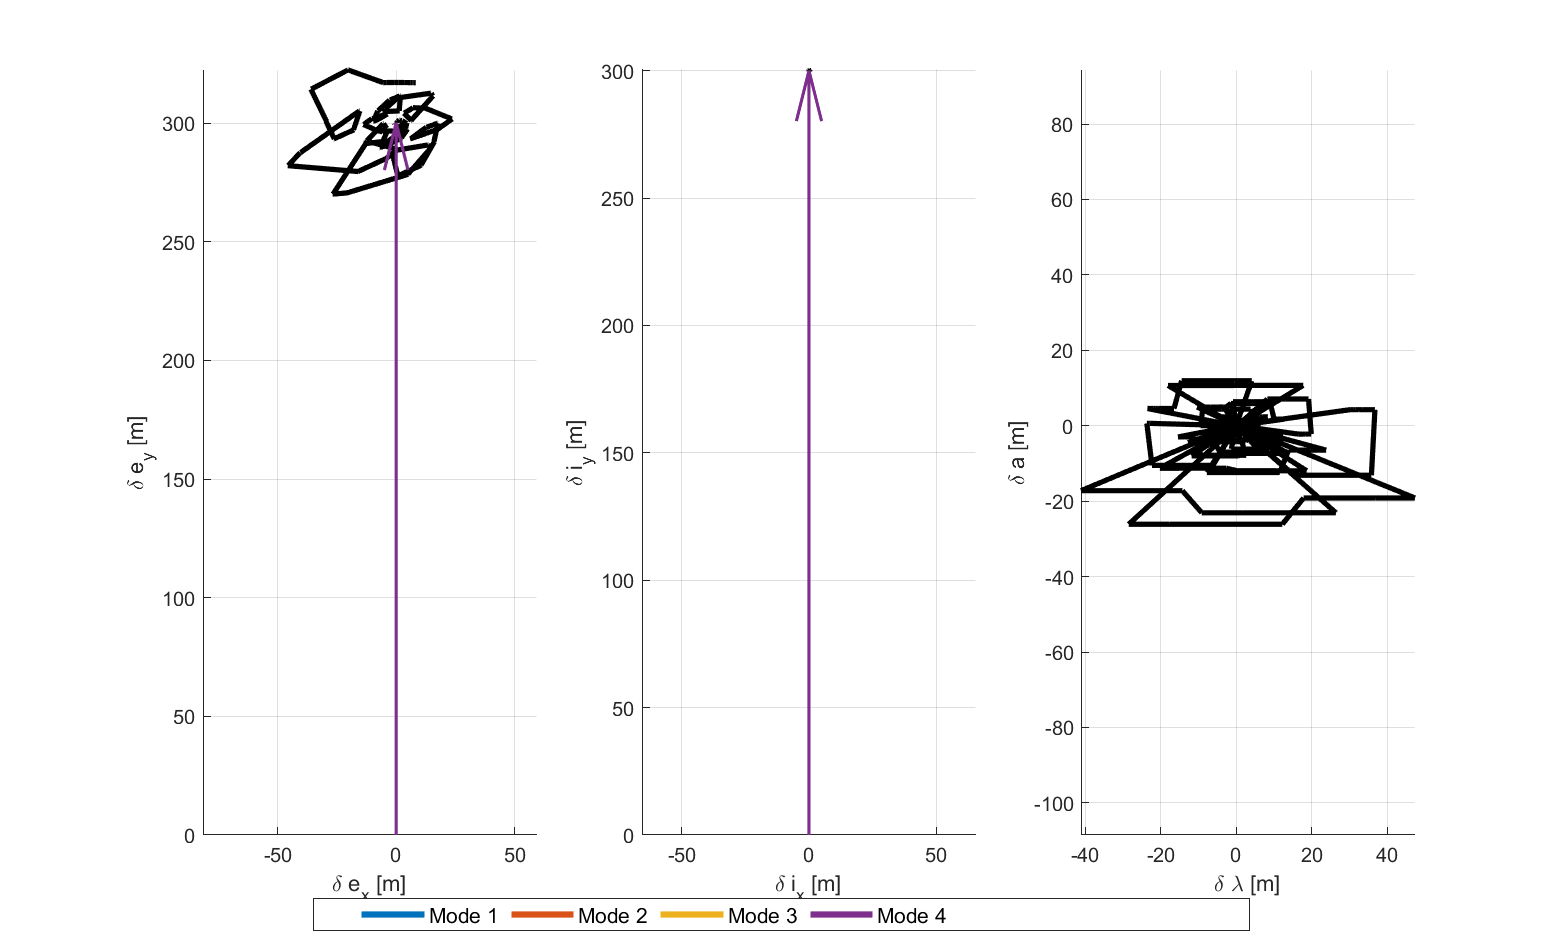 300
250
200
150
100
50
0
-50 0 50
δ e_y [m]
δ e_x [m]
300
250
200
150
100
50
0
-50 0 50
δ i_y [m]
δ i_x [m]
80
60
40
20
0
-20
-40
-60
-80
-100
-40 -20 0 20 40
δ a [m]
δ λ [m]
Mode 1 Mode 2 Mode 3 Mode 4